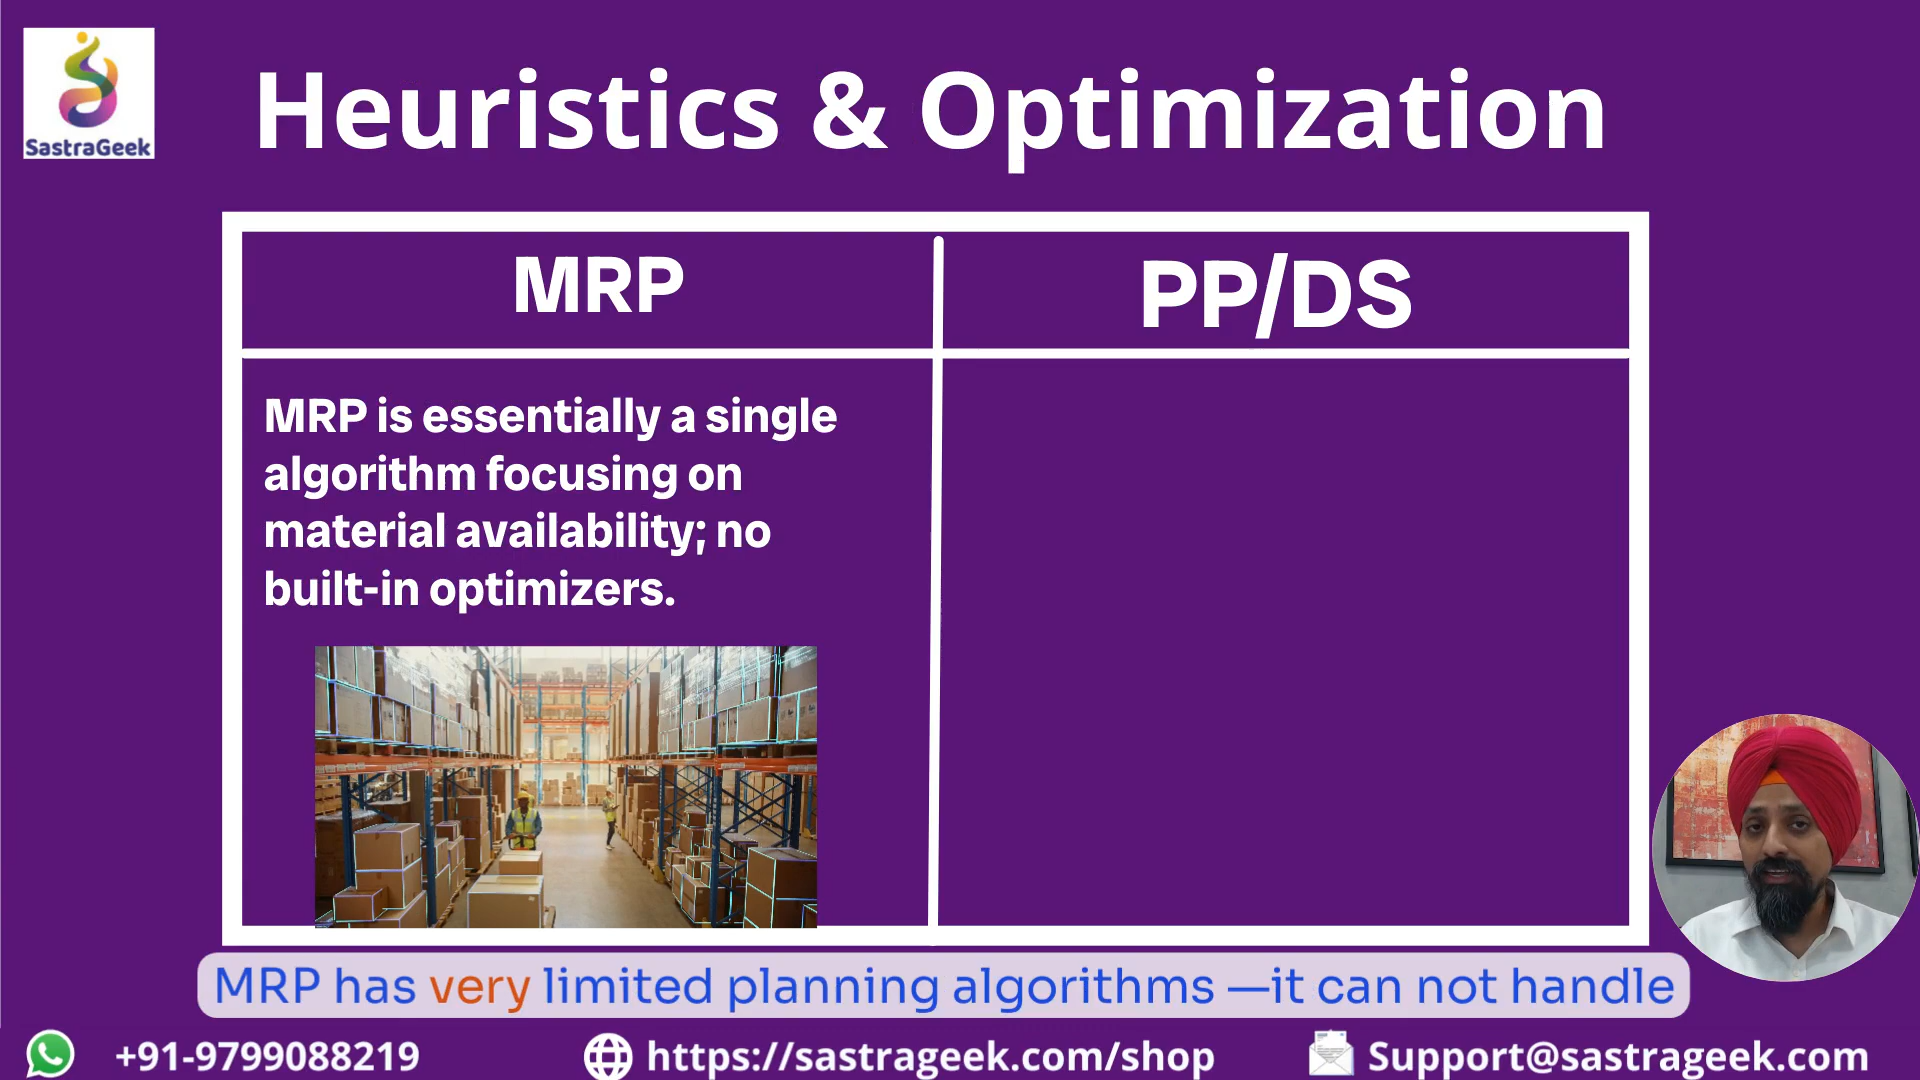 SastraGeek
Heuristics & Optimization
MRP
PP/DS
MRP is essentially a single
algorithm focusing on
material availability; no
built-in optimizers.
MRP has very limited planning algorithms —it can not handle
+91-9799088219
https://sastrageek.com/shop
Support@sastrageek.com